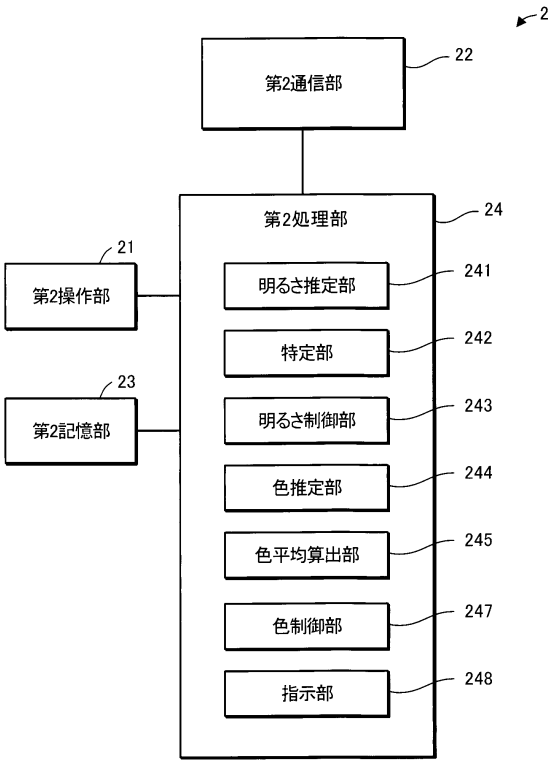 2
第2通信部
22
第2処理部
24
21
第2操作部
明るさ推定部
241
特定部
242
23
第2記憶部
明るさ制御部
243
色推定部
244
色平均算出部
245
色制御部
247
指示部
248